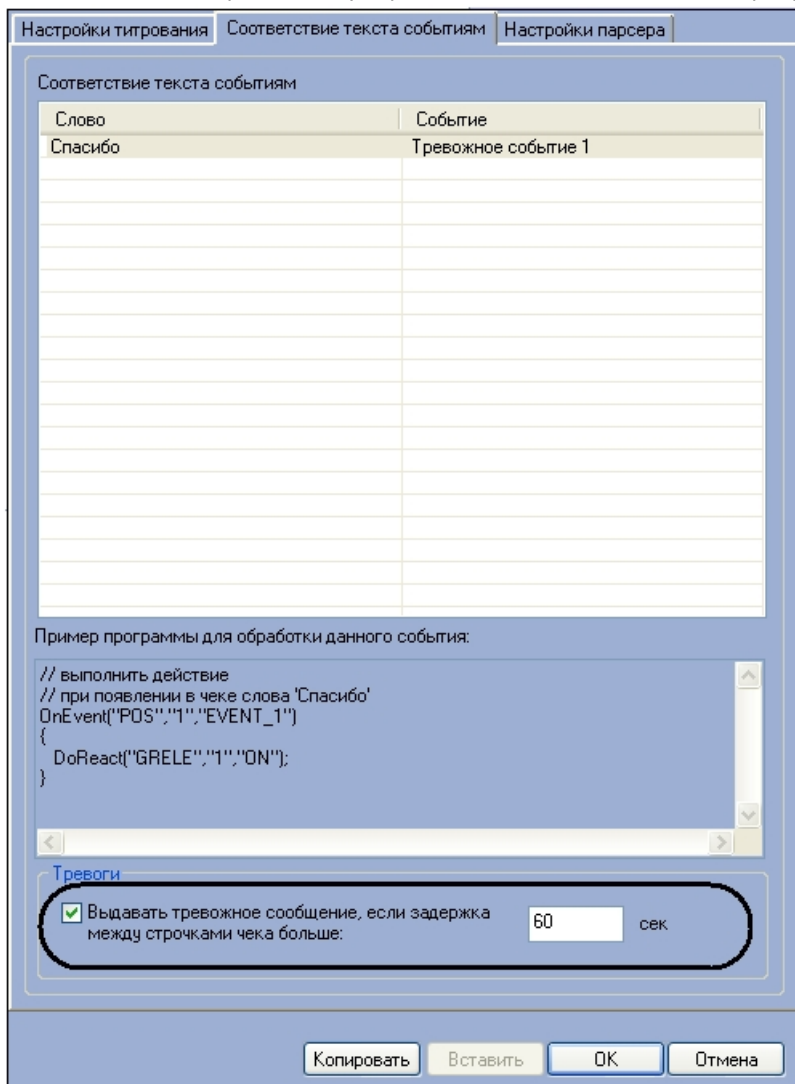 Настройки титрования Соответствие текста событиям Настройки парсера
Соответствие текста событиям
Слово Событие
Спасибо Тревожное событие 1
Пример программы для обработки данного события:
// выполнить действие
// при появлении в чеке слова 'Спасибо'
OnEvent("POS","1","EVENT_1")
{
DoReact("GRELE","1","ON");
}
Тревоги
Выдавать тревожное сообщение, если задержка
между строчками чека больше: 60 сек
Копировать Вставить OK Отмена